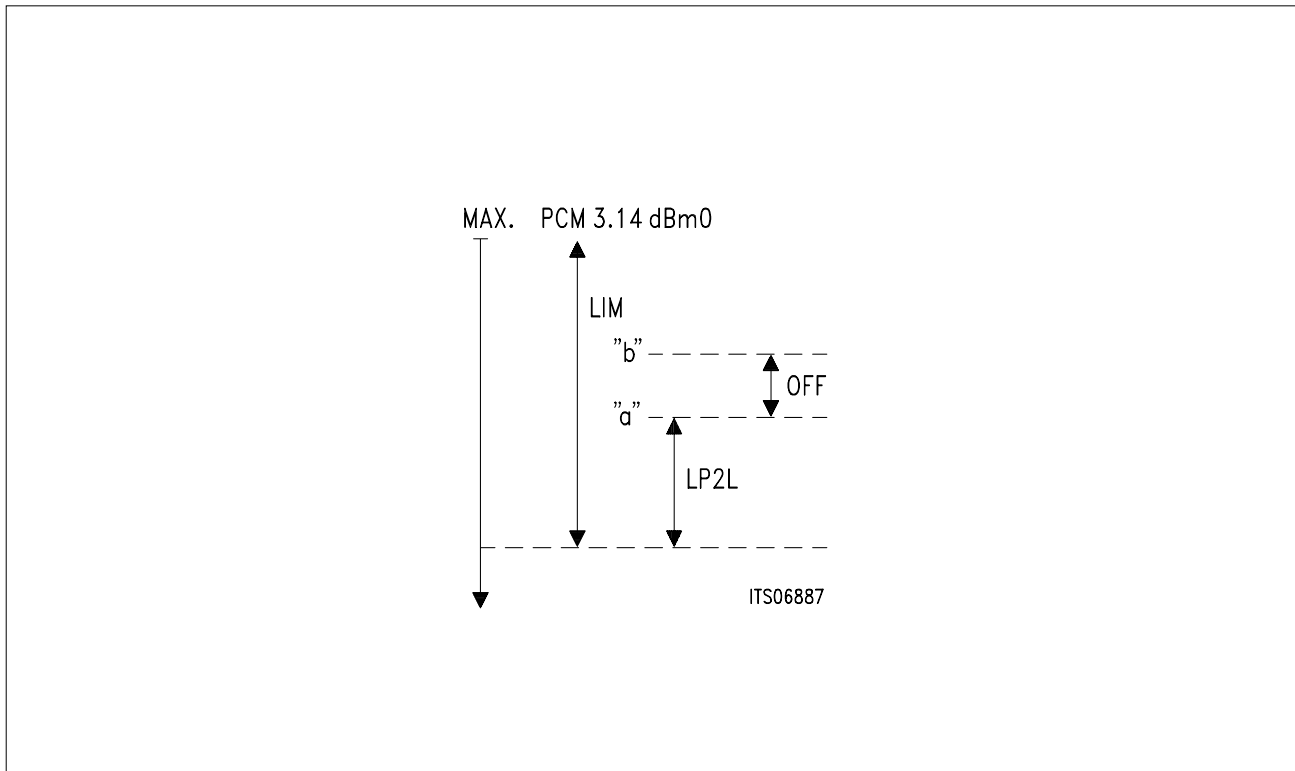 MAX. PCM 3.14 dBm0
LIM
"b"
OFF
"a"
LP2L
ITS06887